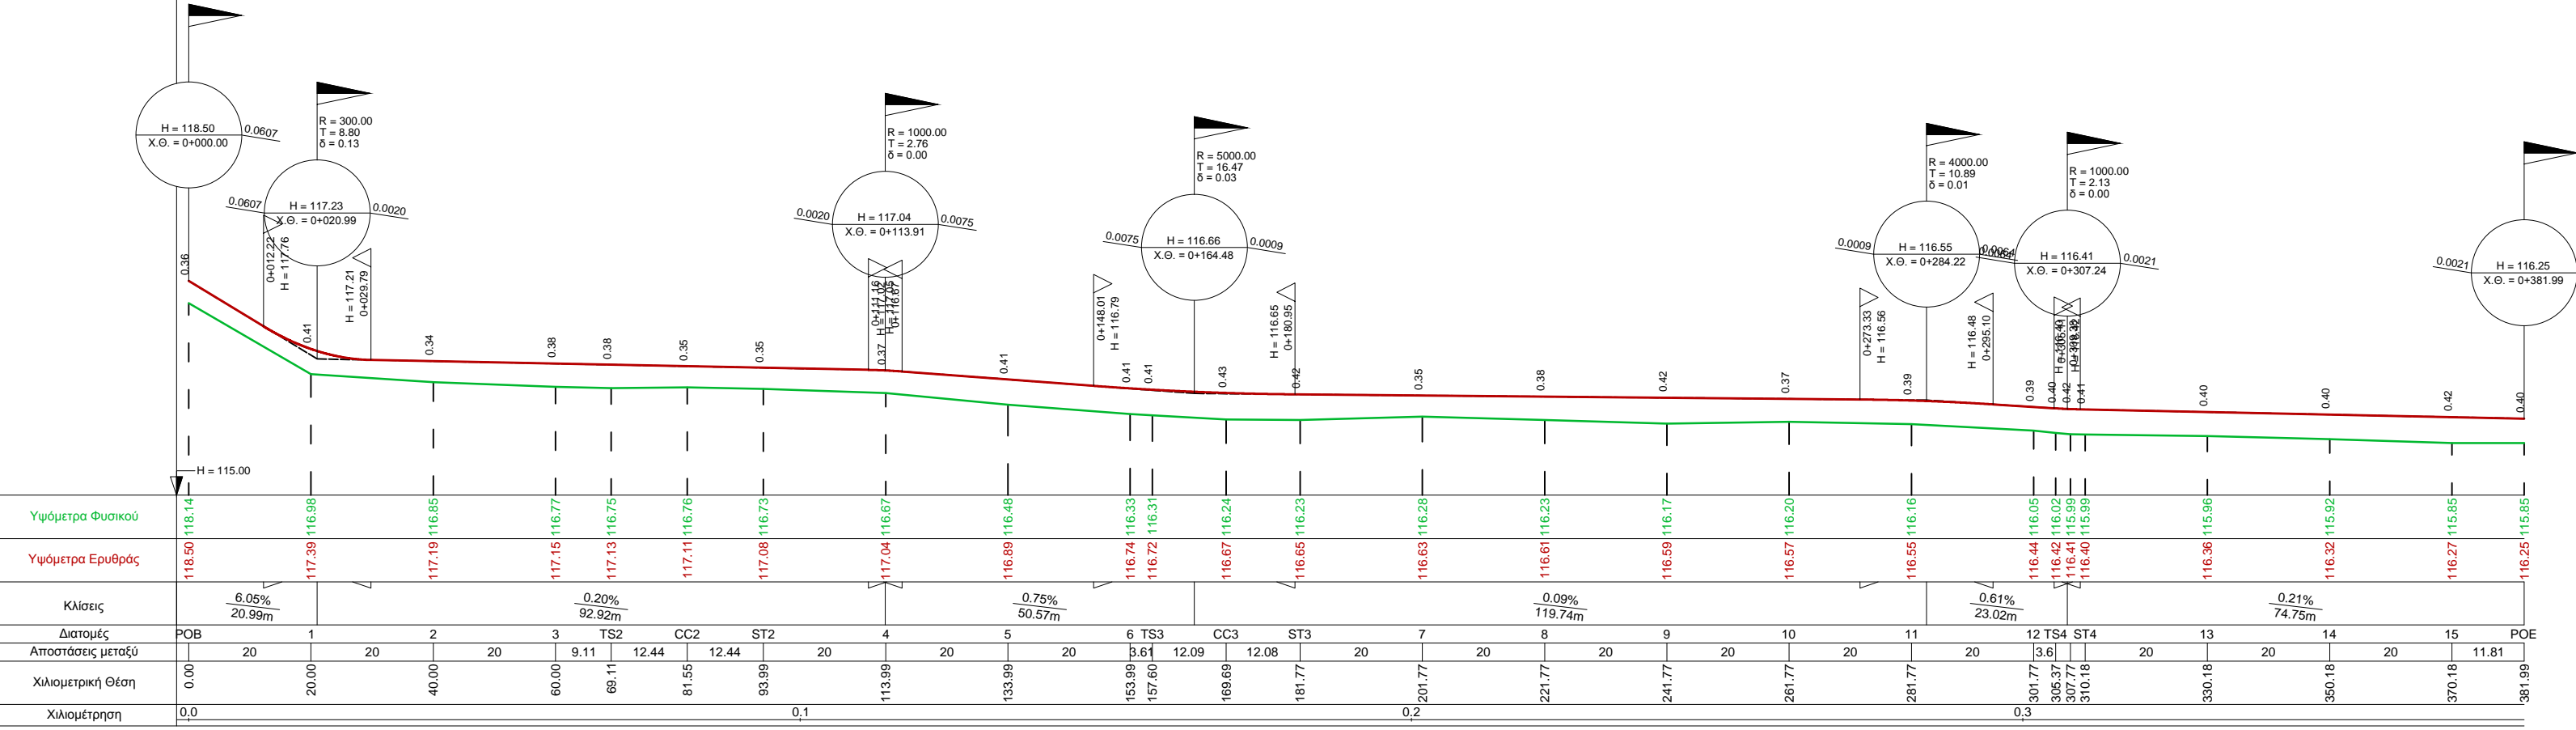 H = 118.50
Χ.Θ. = 0+000.00
0.0607
R = 300.00
T = 8.80
δ = 0.13
0.0607
H = 117.23
Χ.Θ. = 0+020.99
0.0020
0+012.22
H = 117.76
H = 117.21
0+029.79
R = 1000.00
T = 2.76
δ = 0.00
0.0020
H = 117.04
Χ.Θ. = 0+113.91
0.0075
0+111.16
0+116.67
R = 5000.00
T = 16.47
δ = 0.03
0.0075
H = 116.66
Χ.Θ. = 0+164.48
0.0009
0+148.01
H = 116.79
H = 116.65
0+180.95
R = 4000.00
T = 10.89
δ = 0.01
0.0009
H = 116.55
Χ.Θ. = 0+284.22
0.0064
0+273.33
H = 116.56
H = 116.48
0+295.10
R = 1000.00
T = 2.13
δ = 0.00
H = 116.41
Χ.Θ. = 0+307.24
0.0021
0.0021
H = 116.25
Χ.Θ. = 0+381.99
0.36 0.41 0.34 0.38 0.38 0.35 0.35 0.37 0.41 0.41 0.41 0.43 0.42 0.35 0.38 0.42 0.37 0.39 0.39 0.40 0.42 0.41 0.40 0.40 0.42 0.40
H = 115.00
Υψόμετρα Φυσικού 118.14 116.98 116.85 116.77 116.75 116.76 116.73 116.67 116.48 116.33 116.31 116.24 116.23 116.28 116.23 116.17 116.20 116.16 116.05 116.02 115.99 115.99 115.96 115.92 115.85 115.85
Υψόμετρα Ερυθράς 118.50 117.39 117.19 117.15 117.13 117.11 117.08 117.04 116.89 116.74 116.72 116.67 116.65 116.63 116.61 116.59 116.57 116.55 116.44 116.42 116.41 116.40 116.36 116.32 116.27 116.25
Κλίσεις
6.05% 0.20% 0.75% 0.09% 0.61% 0.21%
20.99m 92.92m 50.57m 119.74m 23.02m 74.75m
Διατομές POB 1 2 3 TS2 CC2 ST2 4 5 6 TS3 CC3 ST3 7 8 9 10 11 12 TS4 ST4 13 14 15 POE
Αποστάσεις μεταξύ 20 20 20 9.11 12.44 12.44 20 20 20 3.61 12.09 12.08 20 20 20 20 20 20 3.6 20 20 20 11.81
Χιλιομετρική Θέση 0.00 20.00 40.00 60.00 69.11 81.55 93.99 113.99 133.99 153.99 157.60 169.69 181.77 201.77 221.77 241.77 261.77 281.77 301.77 305.37 307.77 310.18 330.18 350.18 370.18 381.99
Χιλιομέτρηση 0.0 0.1 0.2 0.3